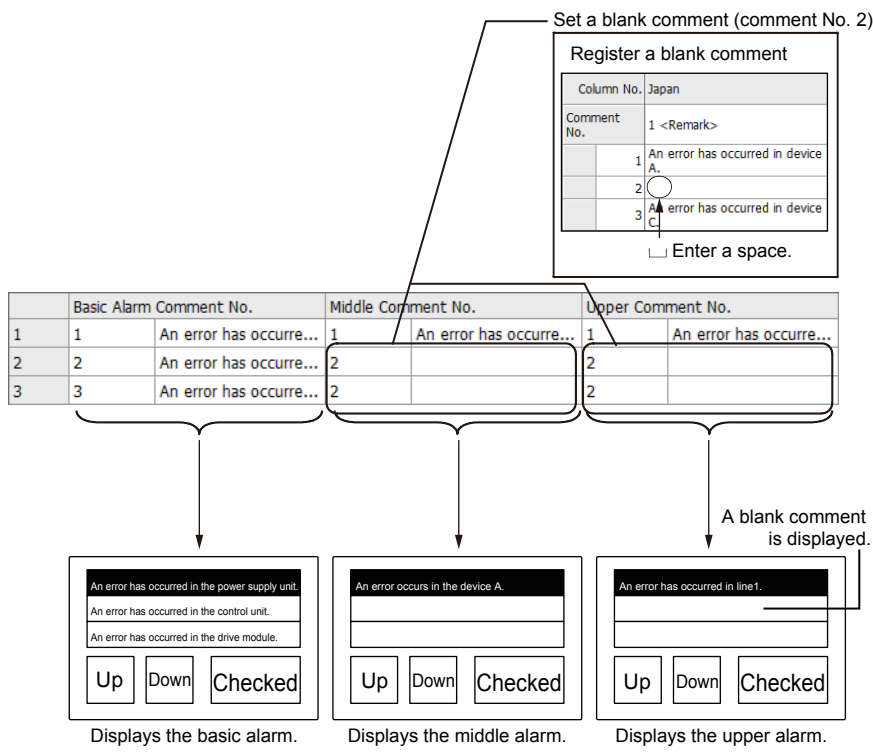 Set a blank comment (comment No. 2)
Register a blank comment
Column No. Japan
Comment No. 1 <Remark>
1 An error has occurred in device A.
2
3 An error has occurred in device C.
Enter a space.
Basic Alarm Comment No. Middle Comment No. Upper Comment No.
1 1 An error has occurre... 1 An error has occurre... 1 An error has occurre...
2 2 An error has occurre... 2 2
3 3 An error has occurre... 2 2
A blank comment
is displayed.
An error has occurred in the power supply unit.
An error has occurred in the control unit.
An error has occurred in the drive module.
Up Down Checked
Displays the basic alarm.
An error occurs in the device A.
Up Down Checked
Displays the middle alarm.
An error has occurred in line1.
Up Down Checked
Displays the upper alarm.